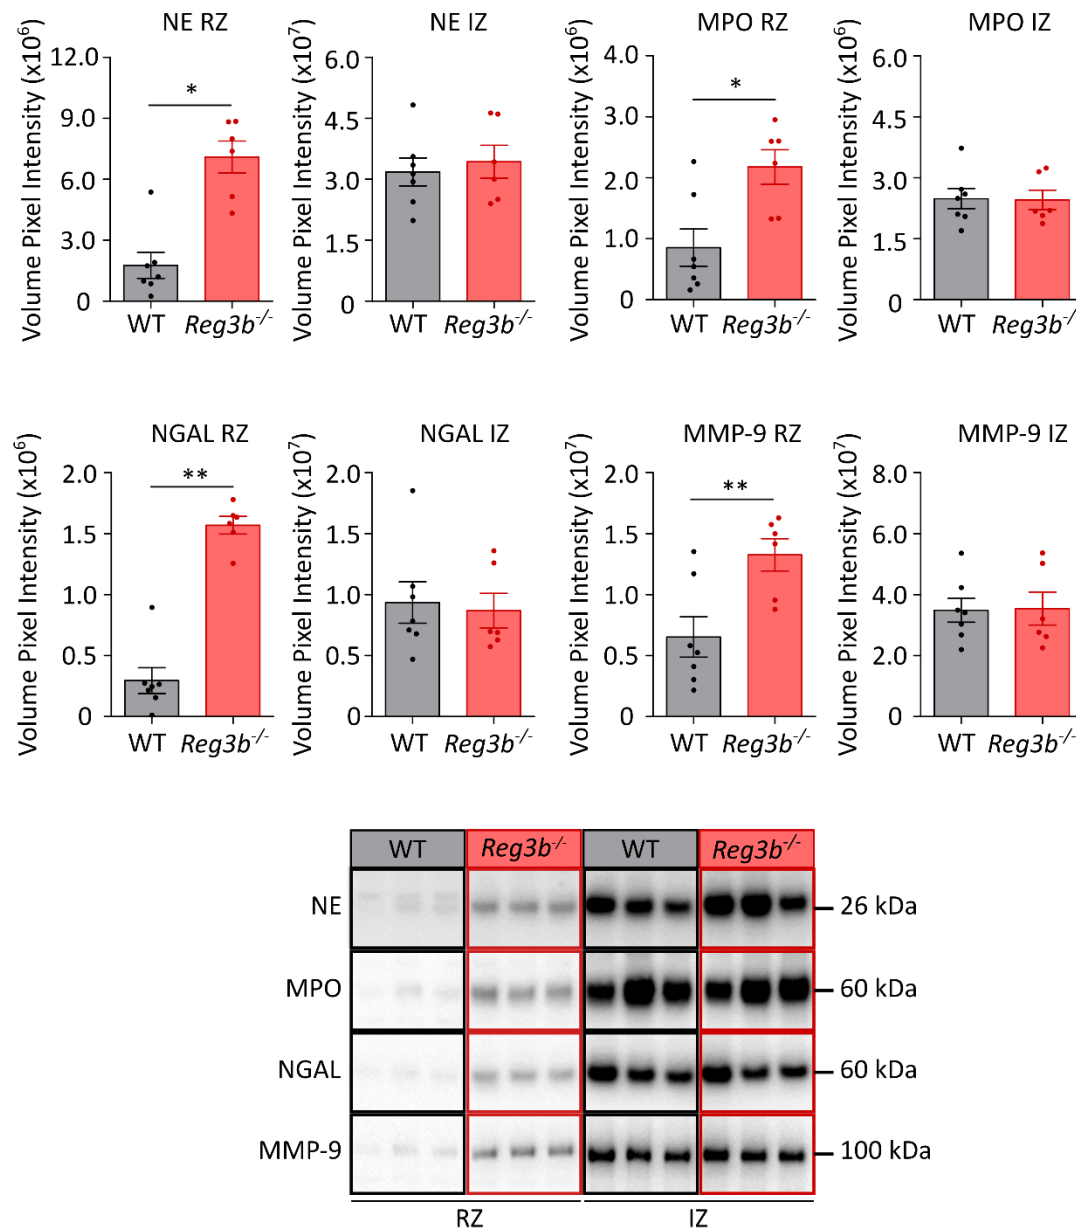 NE RZ
NE IZ
MPO RZ
MPO IZ
Volume Pixel Intensity (x10⁶)
12.0
9.0
6.0
3.0
0
*
WT Reg3b-/-
Volume Pixel Intensity (x10⁷)
6.0
4.5
3.0
1.5
0
WT Reg3b-/-
Volume Pixel Intensity (x10⁶)
4.0
3.0
2.0
1.0
0
*
WT Reg3b-/-
Volume Pixel Intensity (x10⁶)
6.0
4.5
3.0
1.5
0
WT Reg3b-/-
NGAL RZ
NGAL IZ
MMP-9 RZ
MMP-9 IZ
Volume Pixel Intensity (x10⁶)
2.0
1.5
1.0
0.5
0
**
WT Reg3b-/-
Volume Pixel Intensity (x10⁷)
2.0
1.5
1.0
0.5
0
WT Reg3b-/-
Volume Pixel Intensity (x10⁷)
2.0
1.5
1.0
0.5
0
**
WT Reg3b-/-
Volume Pixel Intensity (x10⁷)
8.0
6.0
4.0
2.0
0
WT Reg3b-/-
WT Reg3b-/- WT Reg3b-/-
NE 26 kDa
MPO 60 kDa
NGAL 60 kDa
MMP-9 100 kDa
RZ IZ